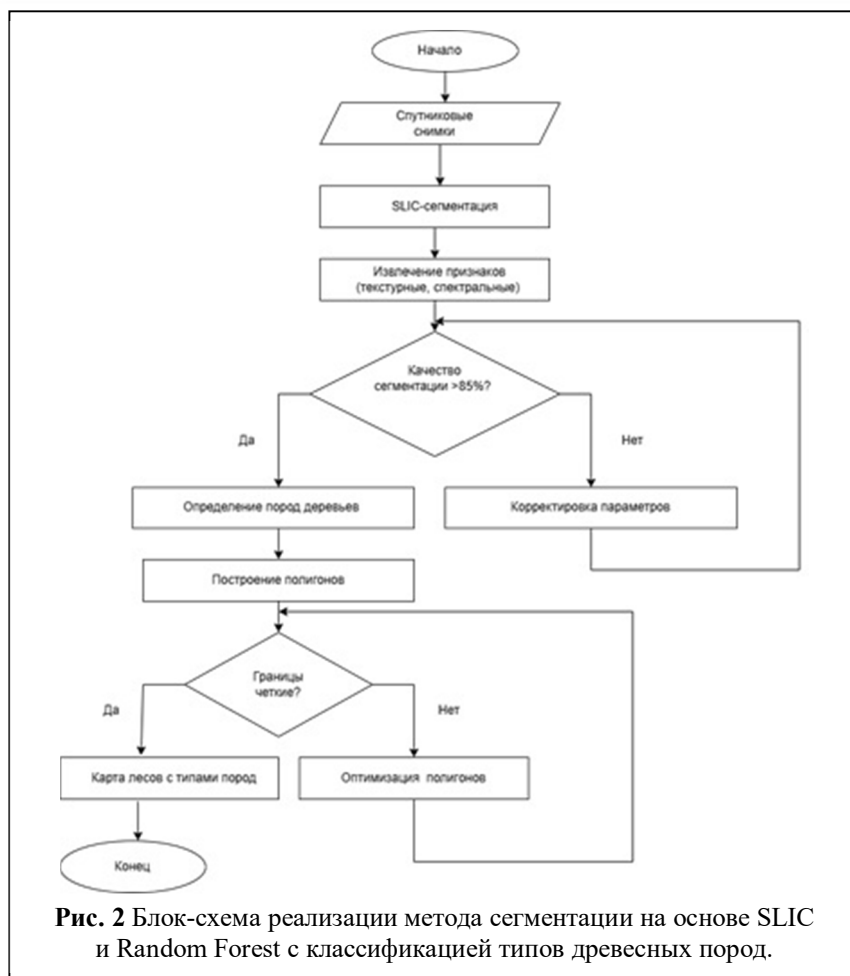 Начало
Спутниковые
снимки
SLIC-сегментация
Извлечение признаков
(текстурные, спектральные)
Качество
сегментации >85%?
Да
Нет
Определение пород деревьев
Корректировка параметров
Построение полигонов
Границы
четкие?
Да
Нет
Карта лесов с типами пород
Оптимизация полигонов
Конец
Рис. 2 Блок-схема реализации метода сегментации на основе SLIC
и Random Forest с классификацией типов древесных пород.